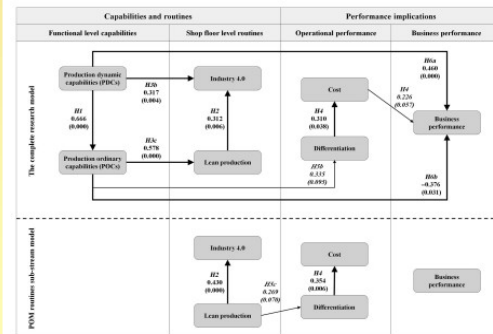 Capabilities and routines
Performance implications
Functional level capabilities
Shop floor level routines
Operational performance
Business performance
The complete research model
Production dynamic
capabilities (PDCs)
H3b
0.317
(0.004)
Industry 4.0
H6a
0.460
(0.000)
Cost
H4
0.226
(0.057)
H1
0.666
(0.000)
H2
0.312
(0.006)
H4
0.310
(0.038)
Business
performance
H3c
0.578
(0.000)
Production ordinary
capabilities (POCs)
Lean production
Differentiation
H5b
0.335
(0.095)
H6b
–0.376
(0.031)
POM routines sub-stream model
Industry 4.0
Cost
H2
0.430
(0.000)
H5c
0.269
(0.070)
H4
0.354
(0.006)
Business
performance
Lean production
Differentiation